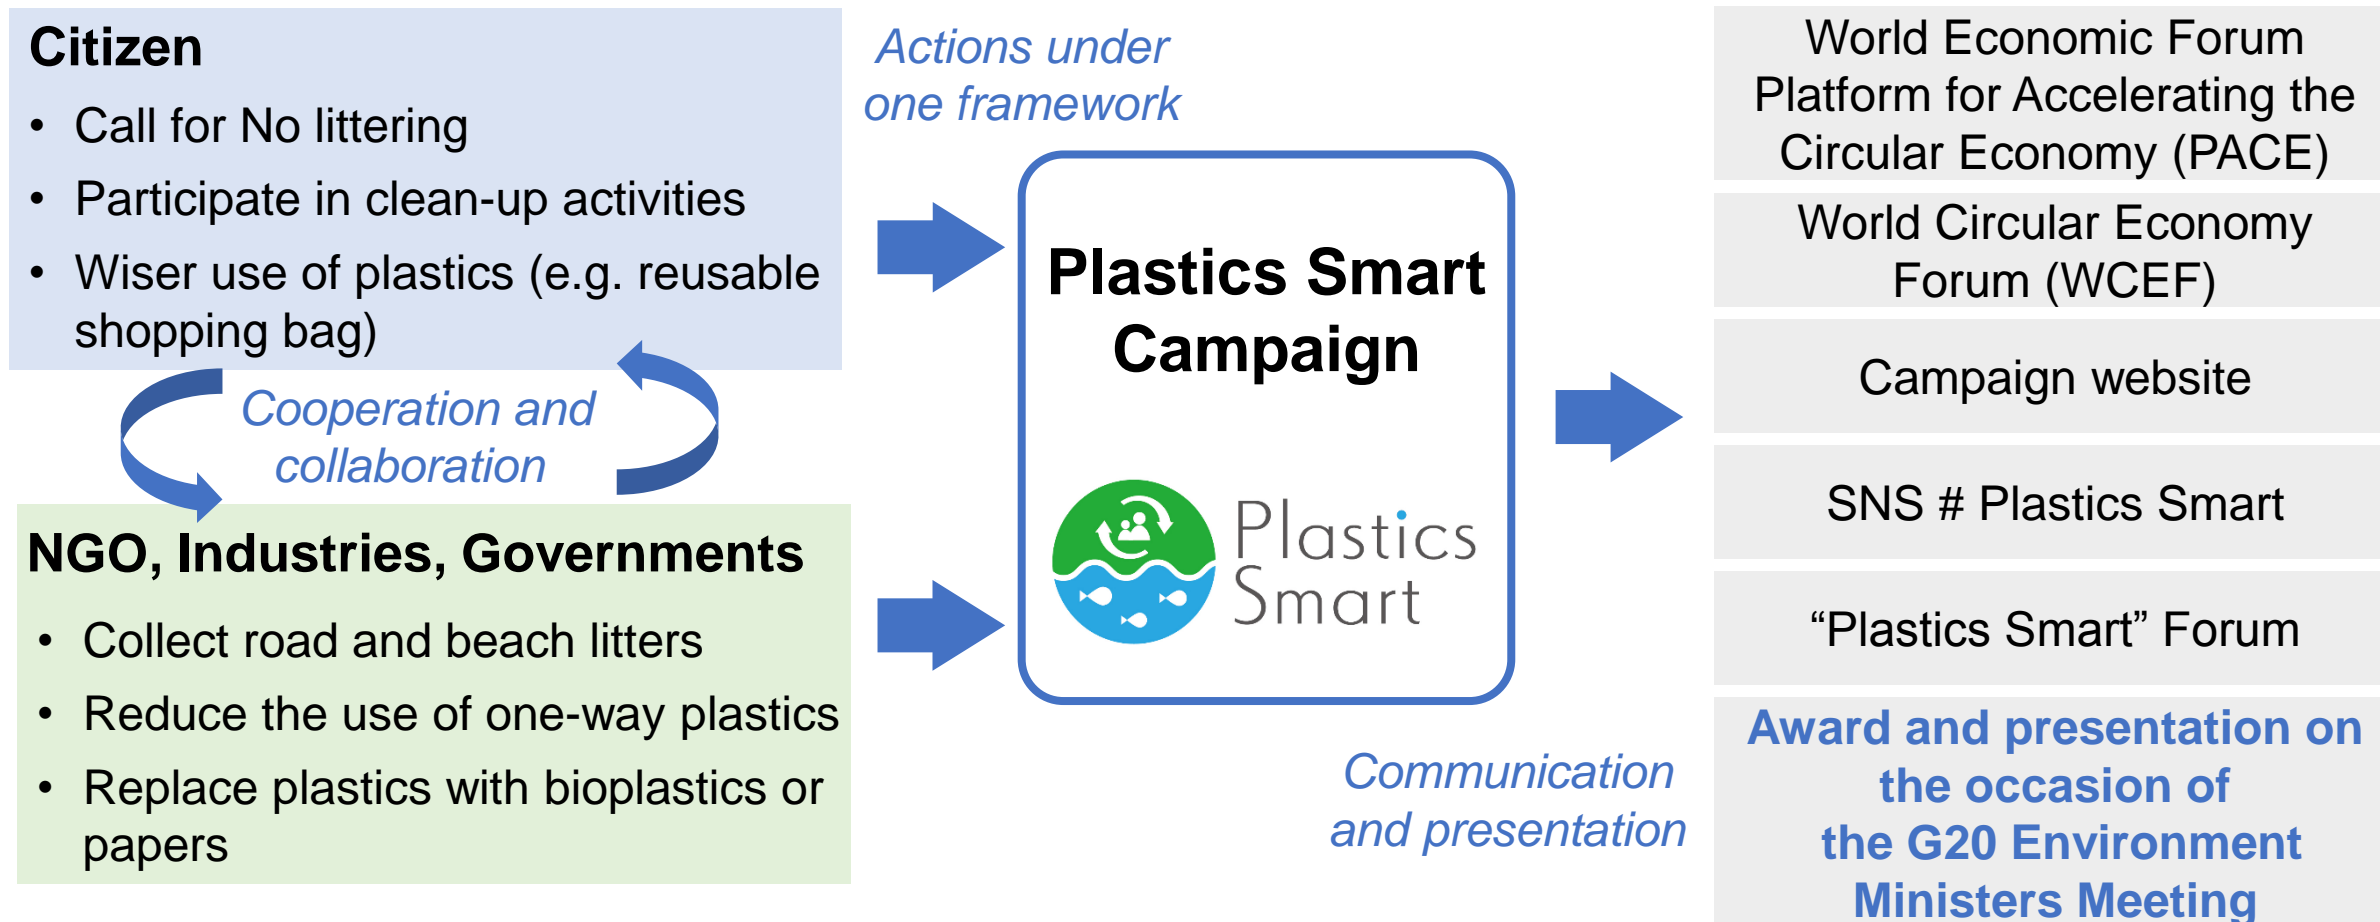 Citizen
• Call for No littering
• Participate in clean-up activities
• Wiser use of plastics (e.g. reusable
shopping bag)
Cooperation and
collaboration
NGO, Industries, Governments
• Collect road and beach litters
• Reduce the use of one-way plastics
• Replace plastics with bioplastics or
papers
Actions under
one framework
Plastics Smart
Campaign
Plastics
Smart
Communication
and presentation
World Economic Forum
Platform for Accelerating the
Circular Economy (PACE)
World Circular Economy
Forum (WCEF)
Campaign website
SNS # Plastics Smart
“Plastics Smart” Forum
Award and presentation on
the occasion of
the G20 Environment
Ministers Meeting